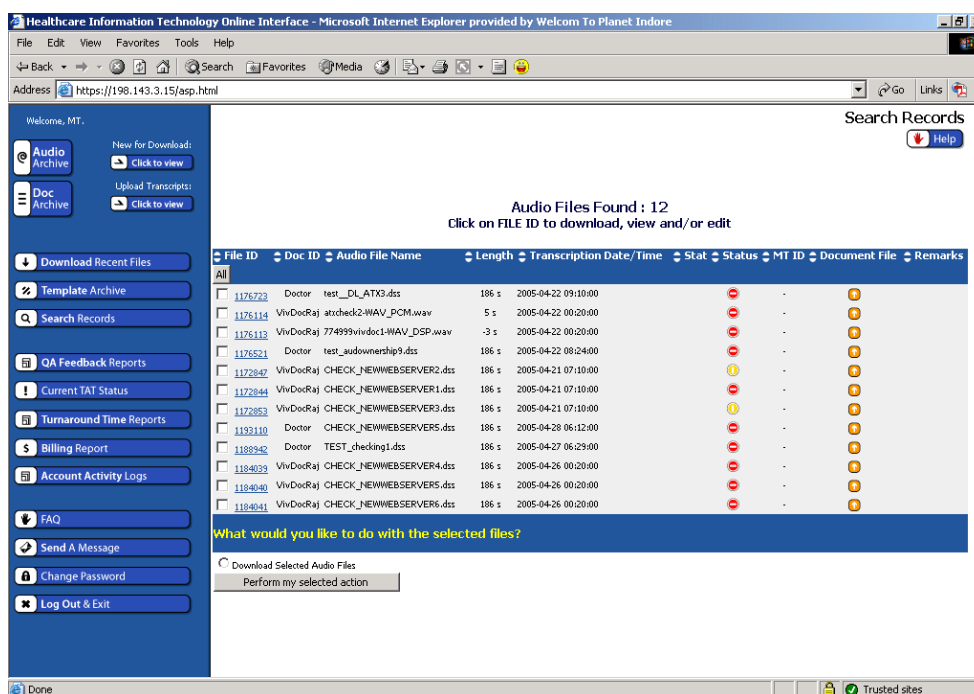 Healthcare Information Technology Online Interface - Microsoft Internet Explorer provided by Welcom To Planet Indore
File Edit View Favorites Tools Help
Back Search Favorites Media
Address https://198.143.3.15/asp.html Go Links
Welcome, MT.
Search Records
Help
Audio Archive
New for Download:
Click to view
Doc Archive
Upload Transcripts:
Click to view
Audio Files Found : 12
Click on FILE ID to download, view and/or edit
Download Recent Files
Template Archive
Search Records
QA Feedback Reports
Current TAT Status
Turnaround Time Reports
Billing Report
Account Activity Logs
FAQ
Send A Message
Change Password
Log Out & Exit
File ID Doc ID Audio File Name Length Transcription Date/Time Stat Status MT ID Document File Remarks
All
1176723 Doctor test__DL_ATX3.dss 186 s 2005-04-22 09:10:00 -
1176114 VivDocRaj atxcheck2-WAV_PCM.wav 5 s 2005-04-22 00:20:00 -
1176113 VivDocRaj 774999vivdoc1-WAV_DSP.wav -3 s 2005-04-22 00:20:00 -
1176521 Doctor test_audownership9.dss 186 s 2005-04-22 08:24:00 -
1172847 VivDocRaj CHECK_NEWWEBSERVER2.dss 186 s 2005-04-21 07:10:00 -
1172844 VivDocRaj CHECK_NEWWEBSERVER1.dss 186 s 2005-04-21 07:10:00 -
1172853 VivDocRaj CHECK_NEWWEBSERVER3.dss 186 s 2005-04-21 07:10:00 -
1193110 Doctor CHECK_NEWWEBSERVERS.dss 186 s 2005-04-28 06:12:00 -
1188942 Doctor TEST_checking1.dss 186 s 2005-04-27 06:29:00 -
1184039 VivDocRaj CHECK_NEWWEBSERVER4.dss 186 s 2005-04-26 00:20:00 -
1184040 VivDocRaj CHECK_NEWWEBSERVER5.dss 186 s 2005-04-26 00:20:00 -
1184041 VivDocRaj CHECK_NEWWEBSERVER6.dss 186 s 2005-04-26 00:20:00 -
What would you like to do with the selected files?
Download Selected Audio Files
Perform my selected action
Done Trusted sites